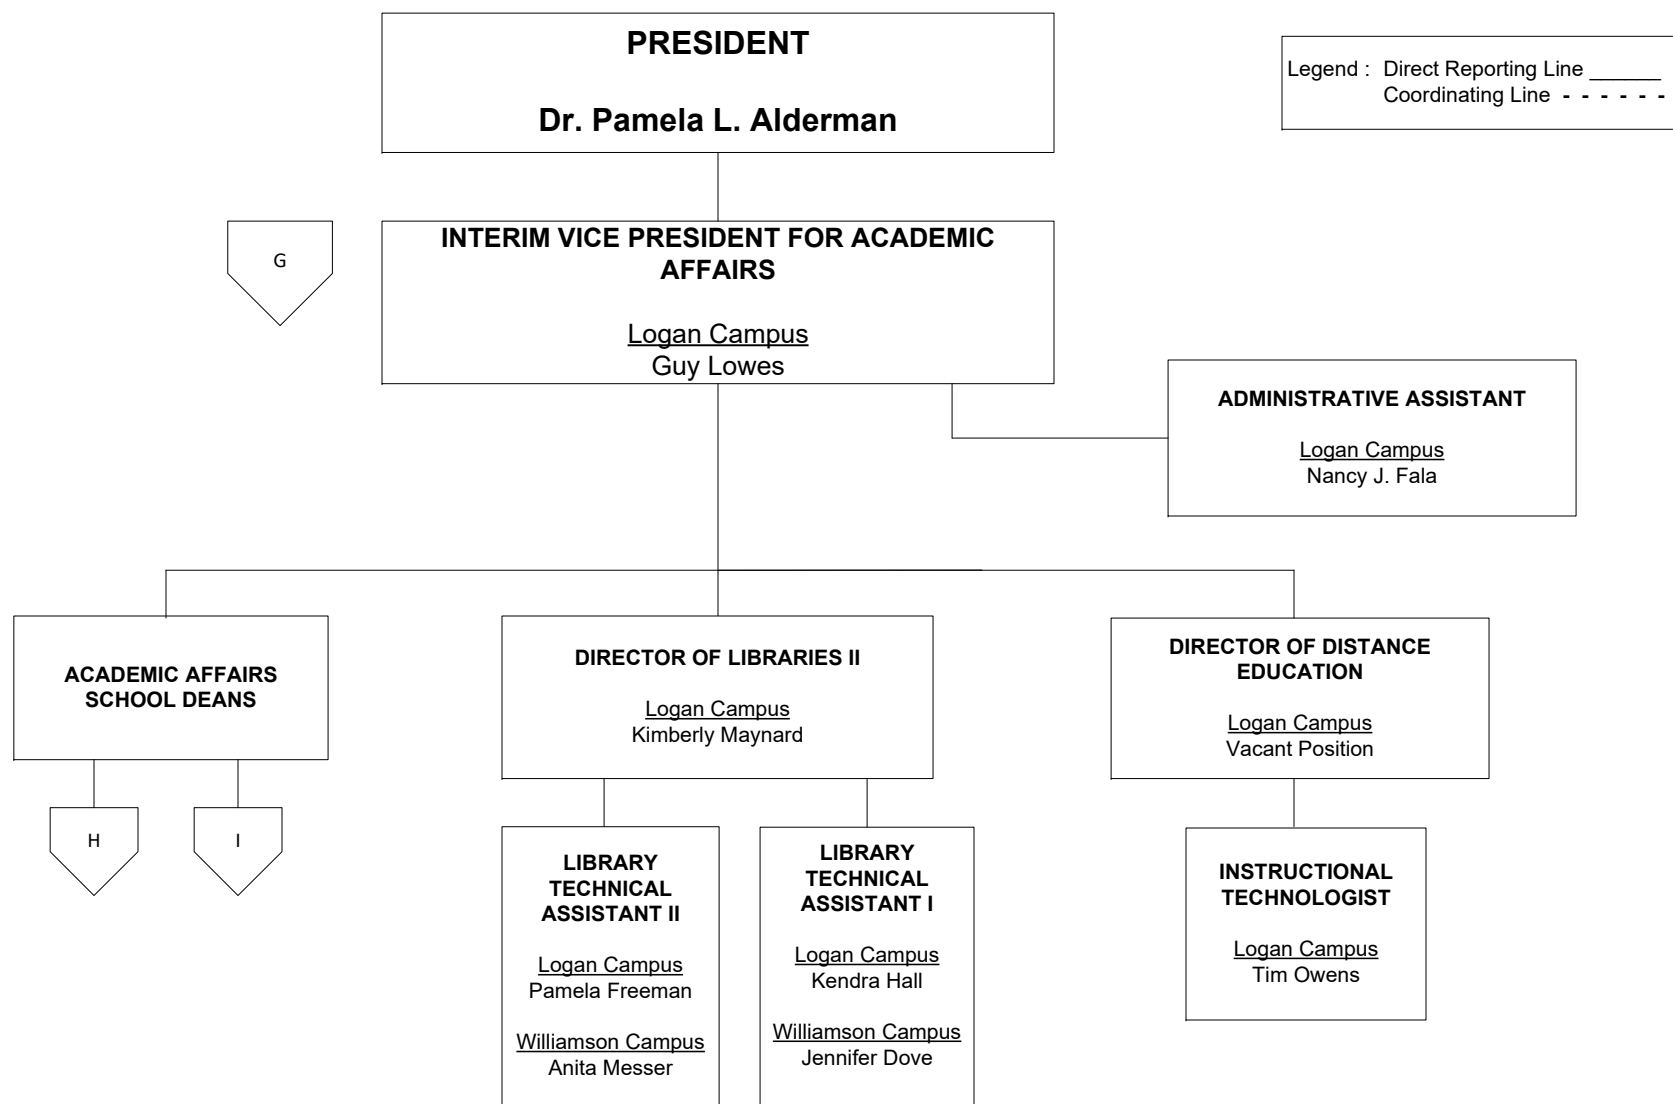 PRESIDENT
Dr. Pamela L. Alderman
Legend : Direct Reporting Line ______
Coordinating Line - - - - - -
G
INTERIM VICE PRESIDENT FOR ACADEMIC
AFFAIRS
Logan Campus
Guy Lowes
ADMINISTRATIVE ASSISTANT
Logan Campus
Nancy J. Fala
ACADEMIC AFFAIRS
SCHOOL DEANS
H
I
DIRECTOR OF LIBRARIES II
Logan Campus
Kimberly Maynard
LIBRARY
TECHNICAL
ASSISTANT II
Logan Campus
Pamela Freeman
Williamson Campus
Anita Messer
LIBRARY
TECHNICAL
ASSISTANT I
Logan Campus
Kendra Hall
Williamson Campus
Jennifer Dove
DIRECTOR OF DISTANCE
EDUCATION
Logan Campus
Vacant Position
INSTRUCTIONAL
TECHNOLOGIST
Logan Campus
Tim Owens